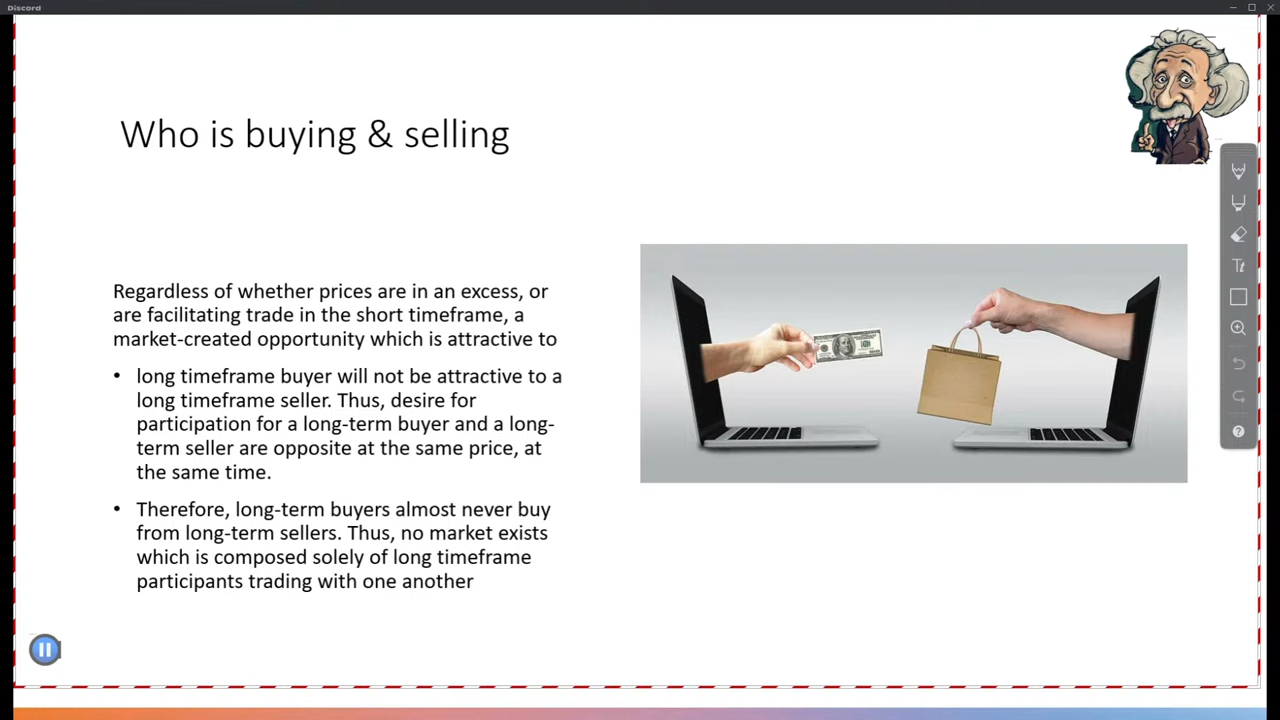 Discord
Who is buying & selling
Regardless of whether prices are in an excess, or
are facilitating trade in the short timeframe, a
market-created opportunity which is attractive to
• long timeframe buyer will not be attractive to a
long timeframe seller. Thus, desire for
participation for a long-term buyer and a long-
term seller are opposite at the same price, at
the same time.
• Therefore, long-term buyers almost never buy
from long-term sellers. Thus, no market exists
which is composed solely of long timeframe
participants trading with one another